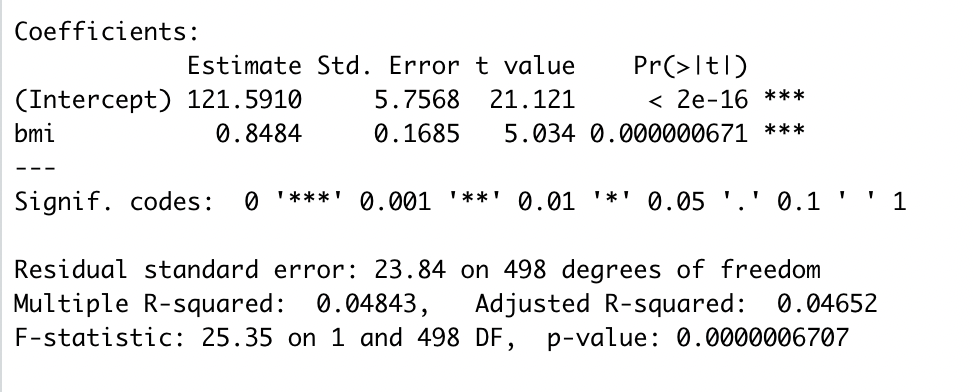 Coefficients:
Estimate Std. Error t value Pr(>|t|)
(Intercept) 121.5910 5.7568 21.121 < 2e-16 ***
bmi 0.8484 0.1685 5.034 0.000000671 ***
---
Signif. codes: 0 '***' 0.001 '**' 0.01 '*' 0.05 '.' 0.1 ' ' 1
Residual standard error: 23.84 on 498 degrees of freedom
Multiple R-squared: 0.04843, Adjusted R-squared: 0.04652
F-statistic: 25.35 on 1 and 498 DF, p-value: 0.0000006707